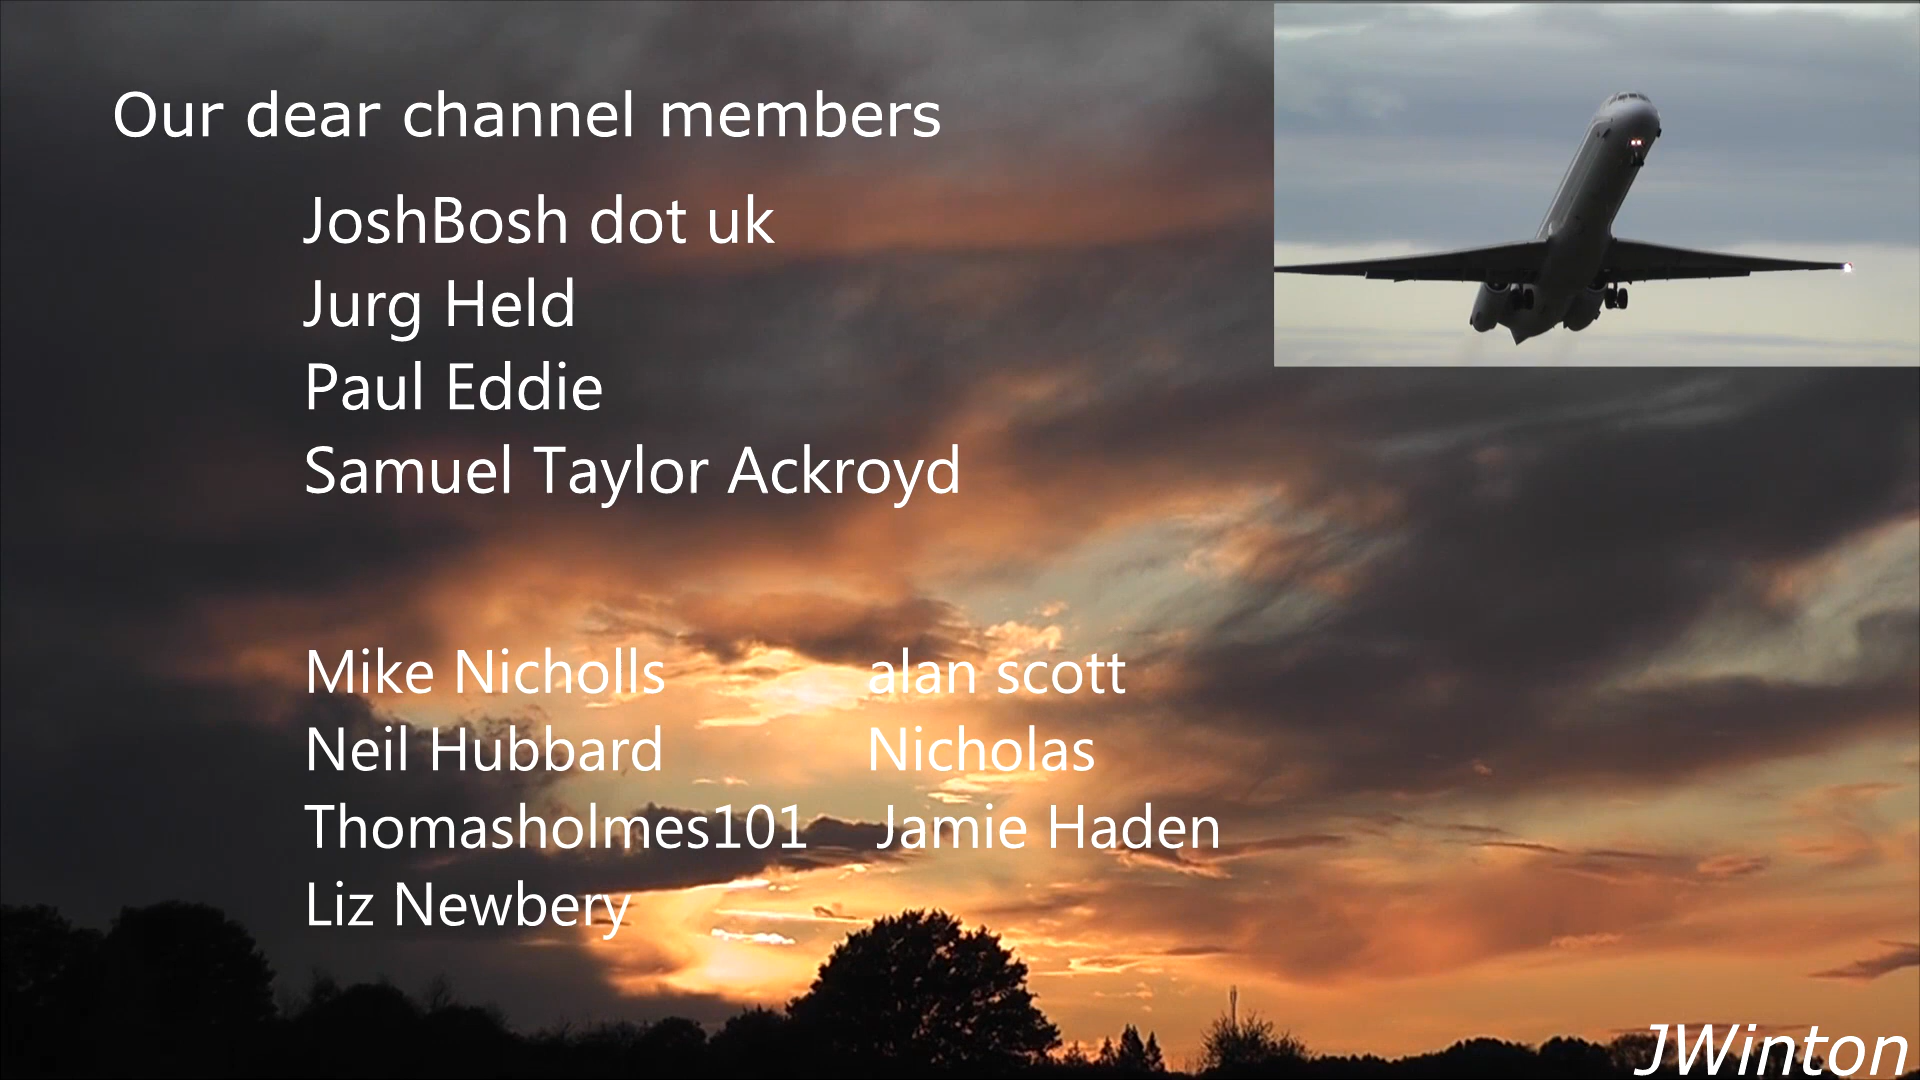 Our dear channel members
JoshBosh dot uk
Jurg Held
Paul Eddie
Samuel Taylor Ackroyd
Mike Nicholls
Neil Hubbard
Thomasholmes101
Liz Newbery
alan scott
Nicholas
Jamie Haden
JWinton